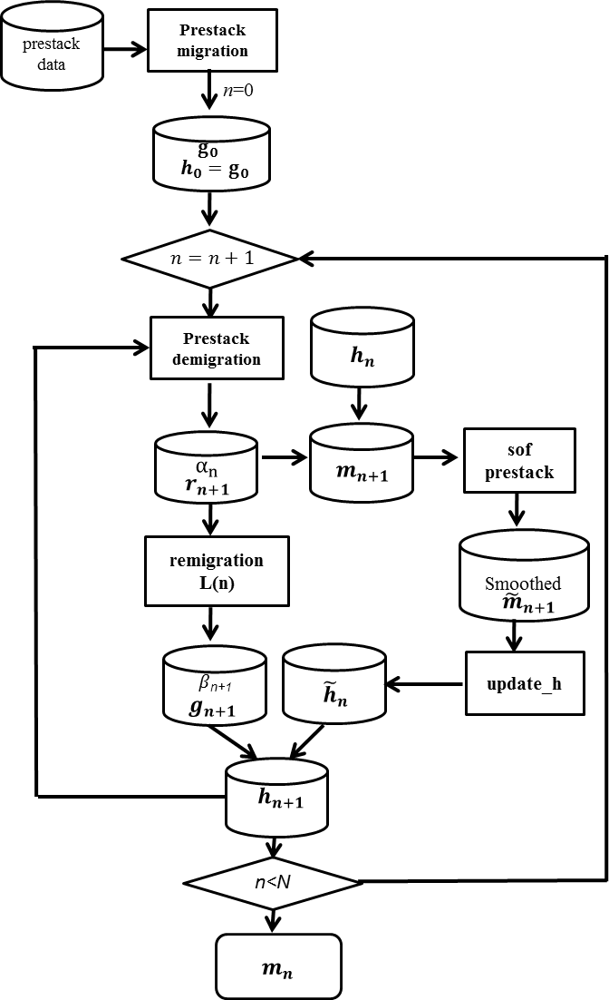 prestack
data
Prestack
migration
n=0
g₀
h₀ = g₀
n = n + 1
Prestack
demigration
hₙ
αₙ
rₙ₊₁
mₙ₊₁
sof
prestack
remigration
L(n)
Smoothed
m̃ₙ₊₁
βₙ₊₁
gₙ₊₁
h̃ₙ
update_h
hₙ₊₁
n<N
mₙ